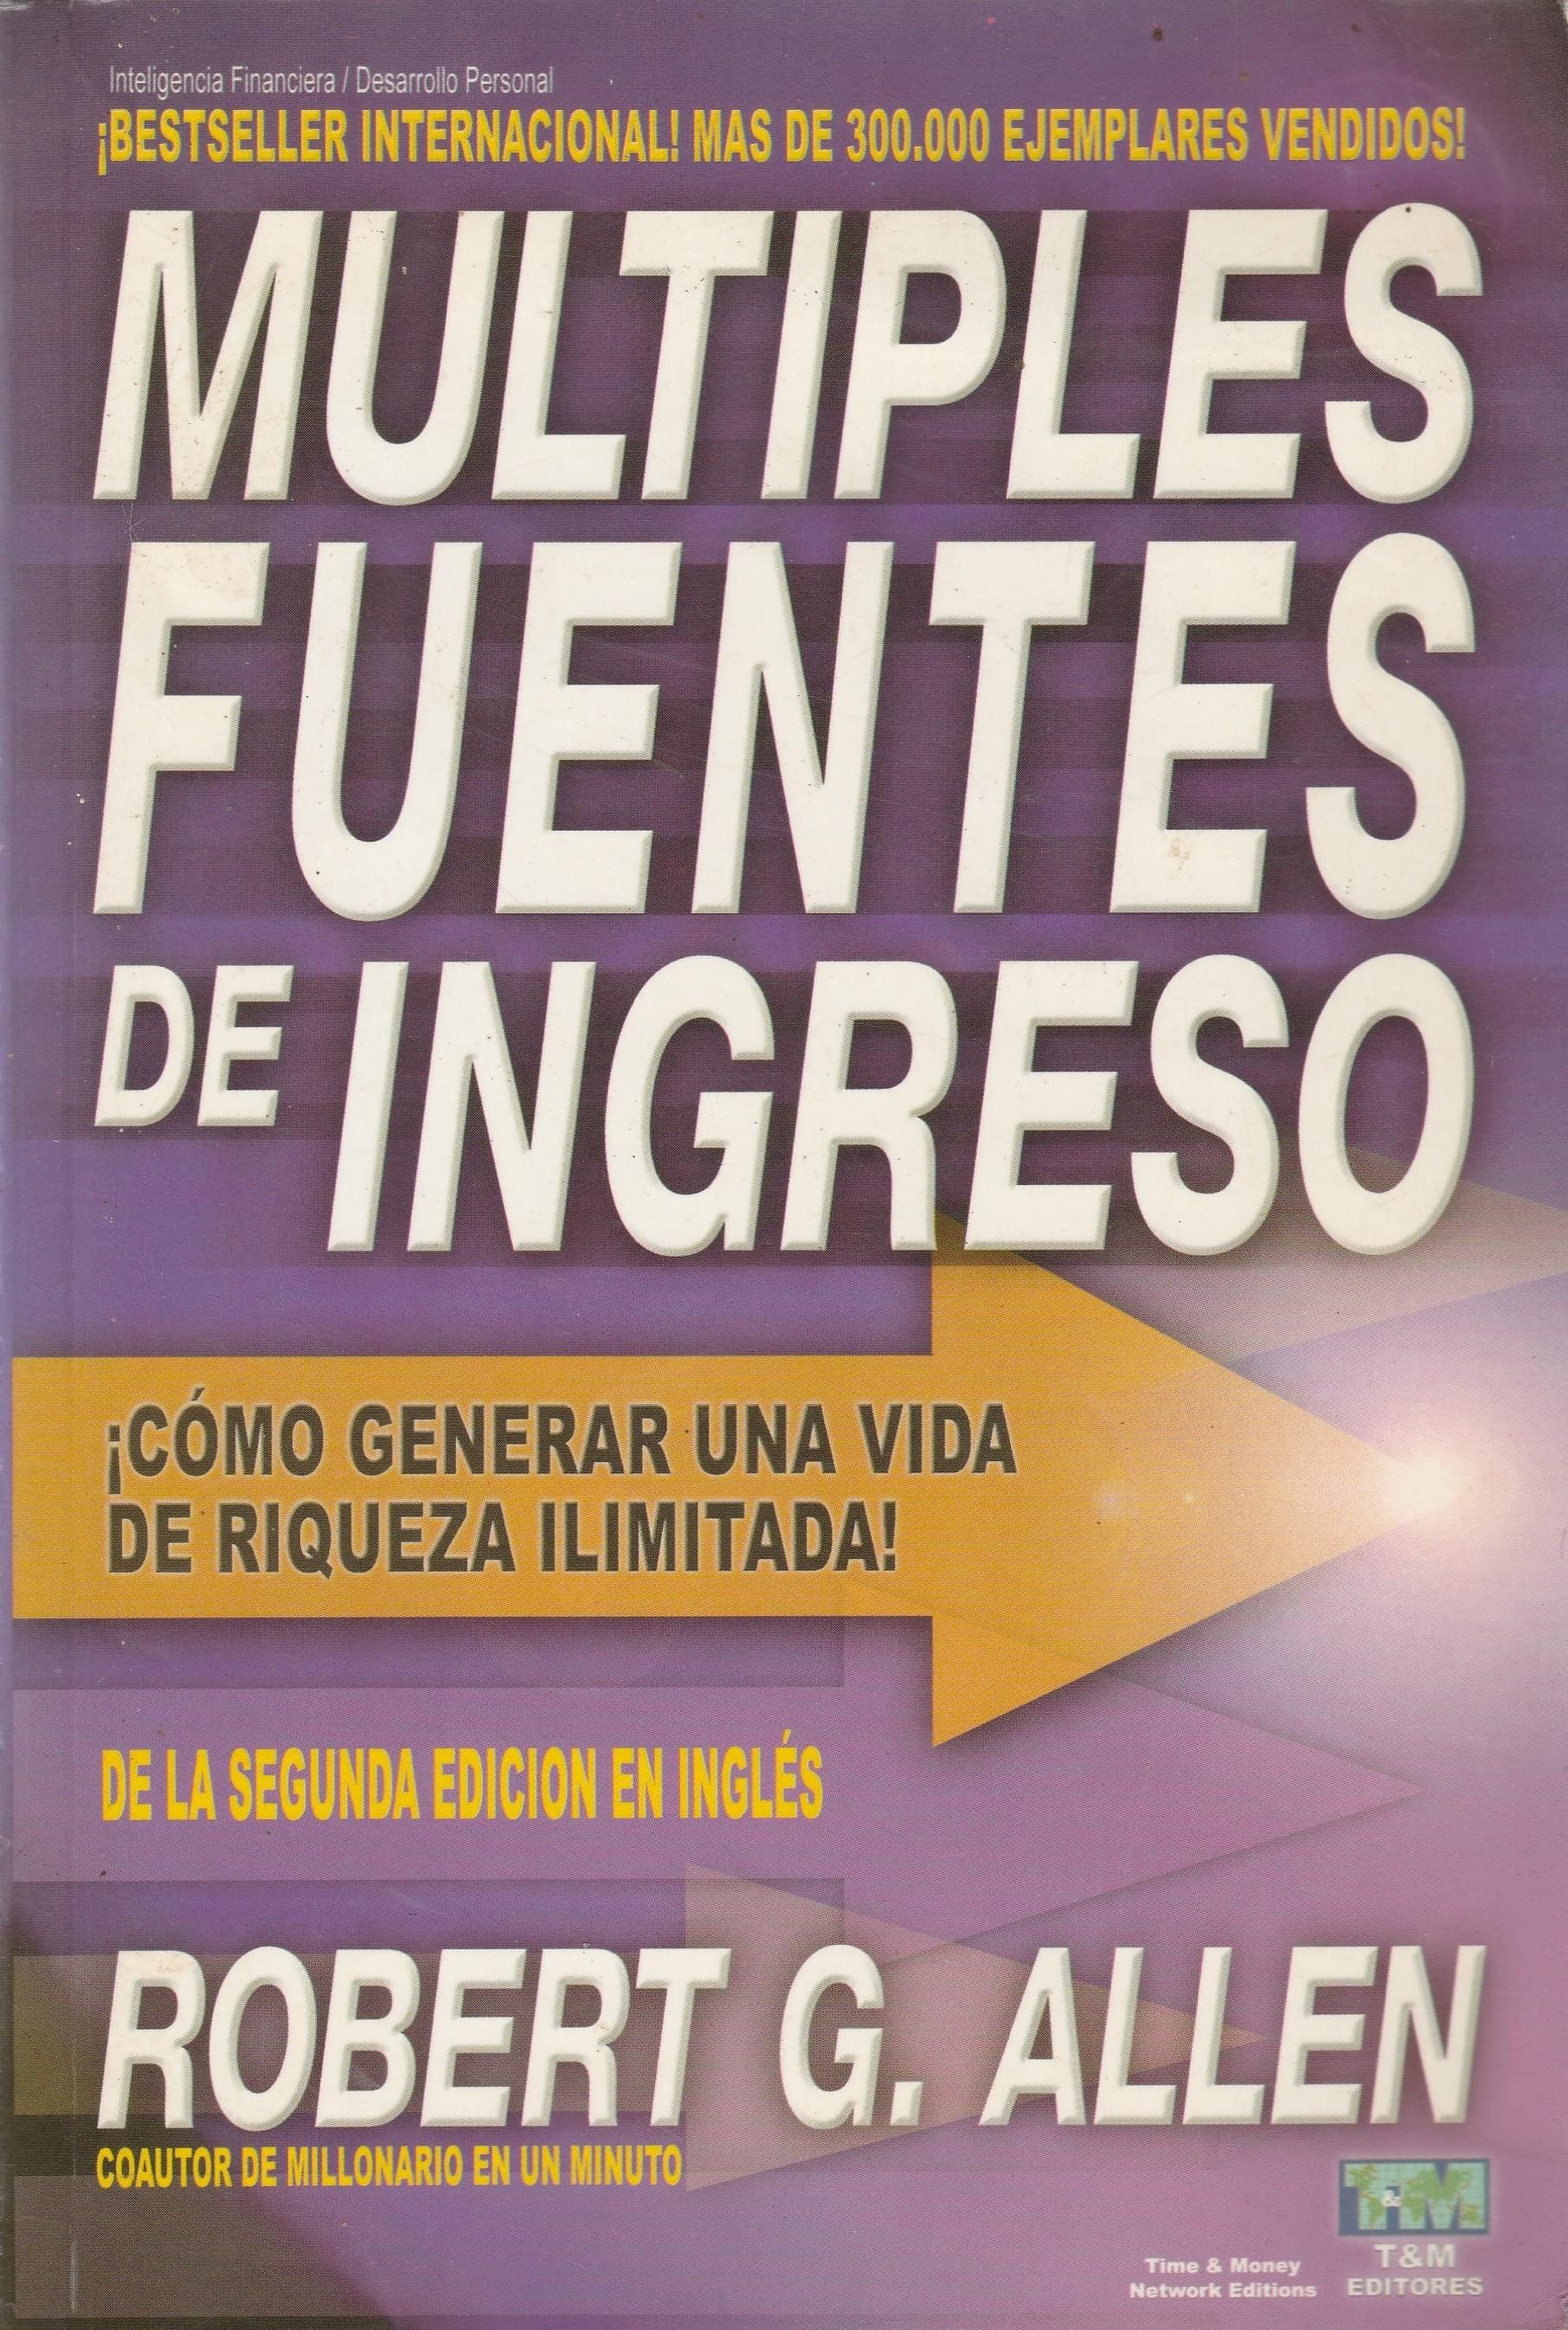 Inteligencia Financiera / Desarrollo Personal
¡BESTSELLER INTERNACIONAL! MAS DE 300.000 EJEMPLARES VENDIDOS!
MULTIPLES
FUENTES
DE INGRESO
¡CÓMO GENERAR UNA VIDA
DE RIQUEZA ILIMITADA!
DE LA SEGUNDA EDICION EN INGLÉS
ROBERT G. ALLEN
COAUTOR DE MILLONARIO EN UN MINUTO
T&M
Time & Money
Network Editions
T&M
EDITORES